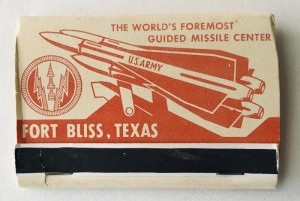 THE WORLD'S FOREMOST
GUIDED MISSILE CENTER
U.S. ARMY
FORT BLISS, TEXAS